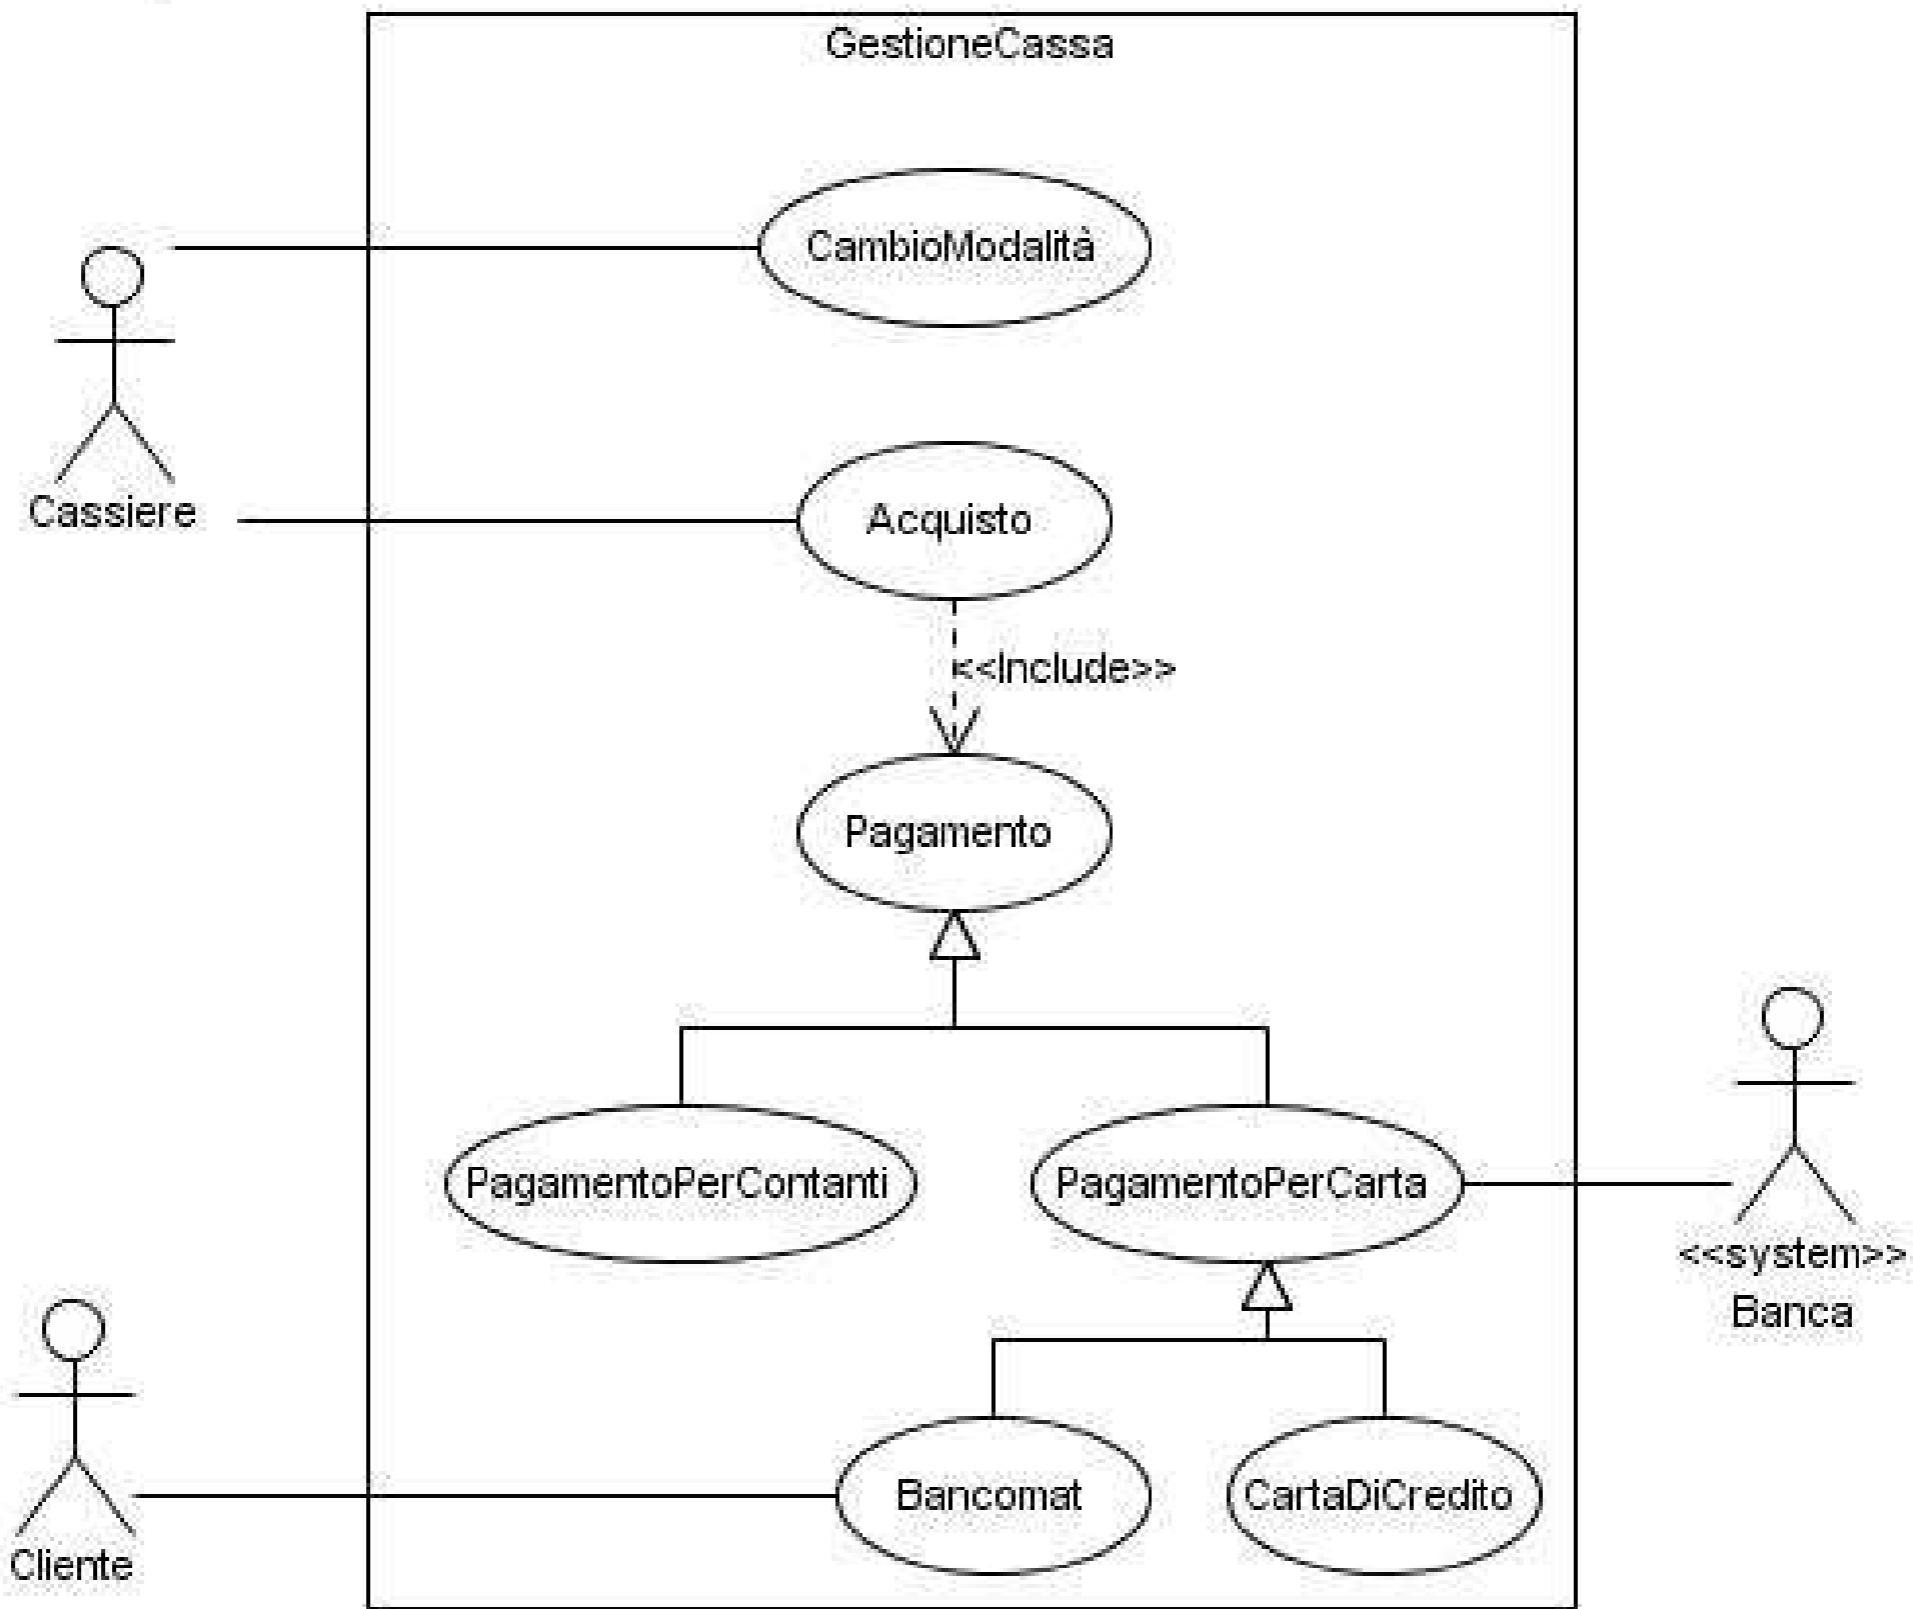 GestioneCassa
CambioModalità
Cassiere
Acquisto
<<Include>>
Pagamento
PagamentoPerContanti
PagamentoPerCarta
<<system>>
Banca
Bancomat
CartaDiCredito
Cliente